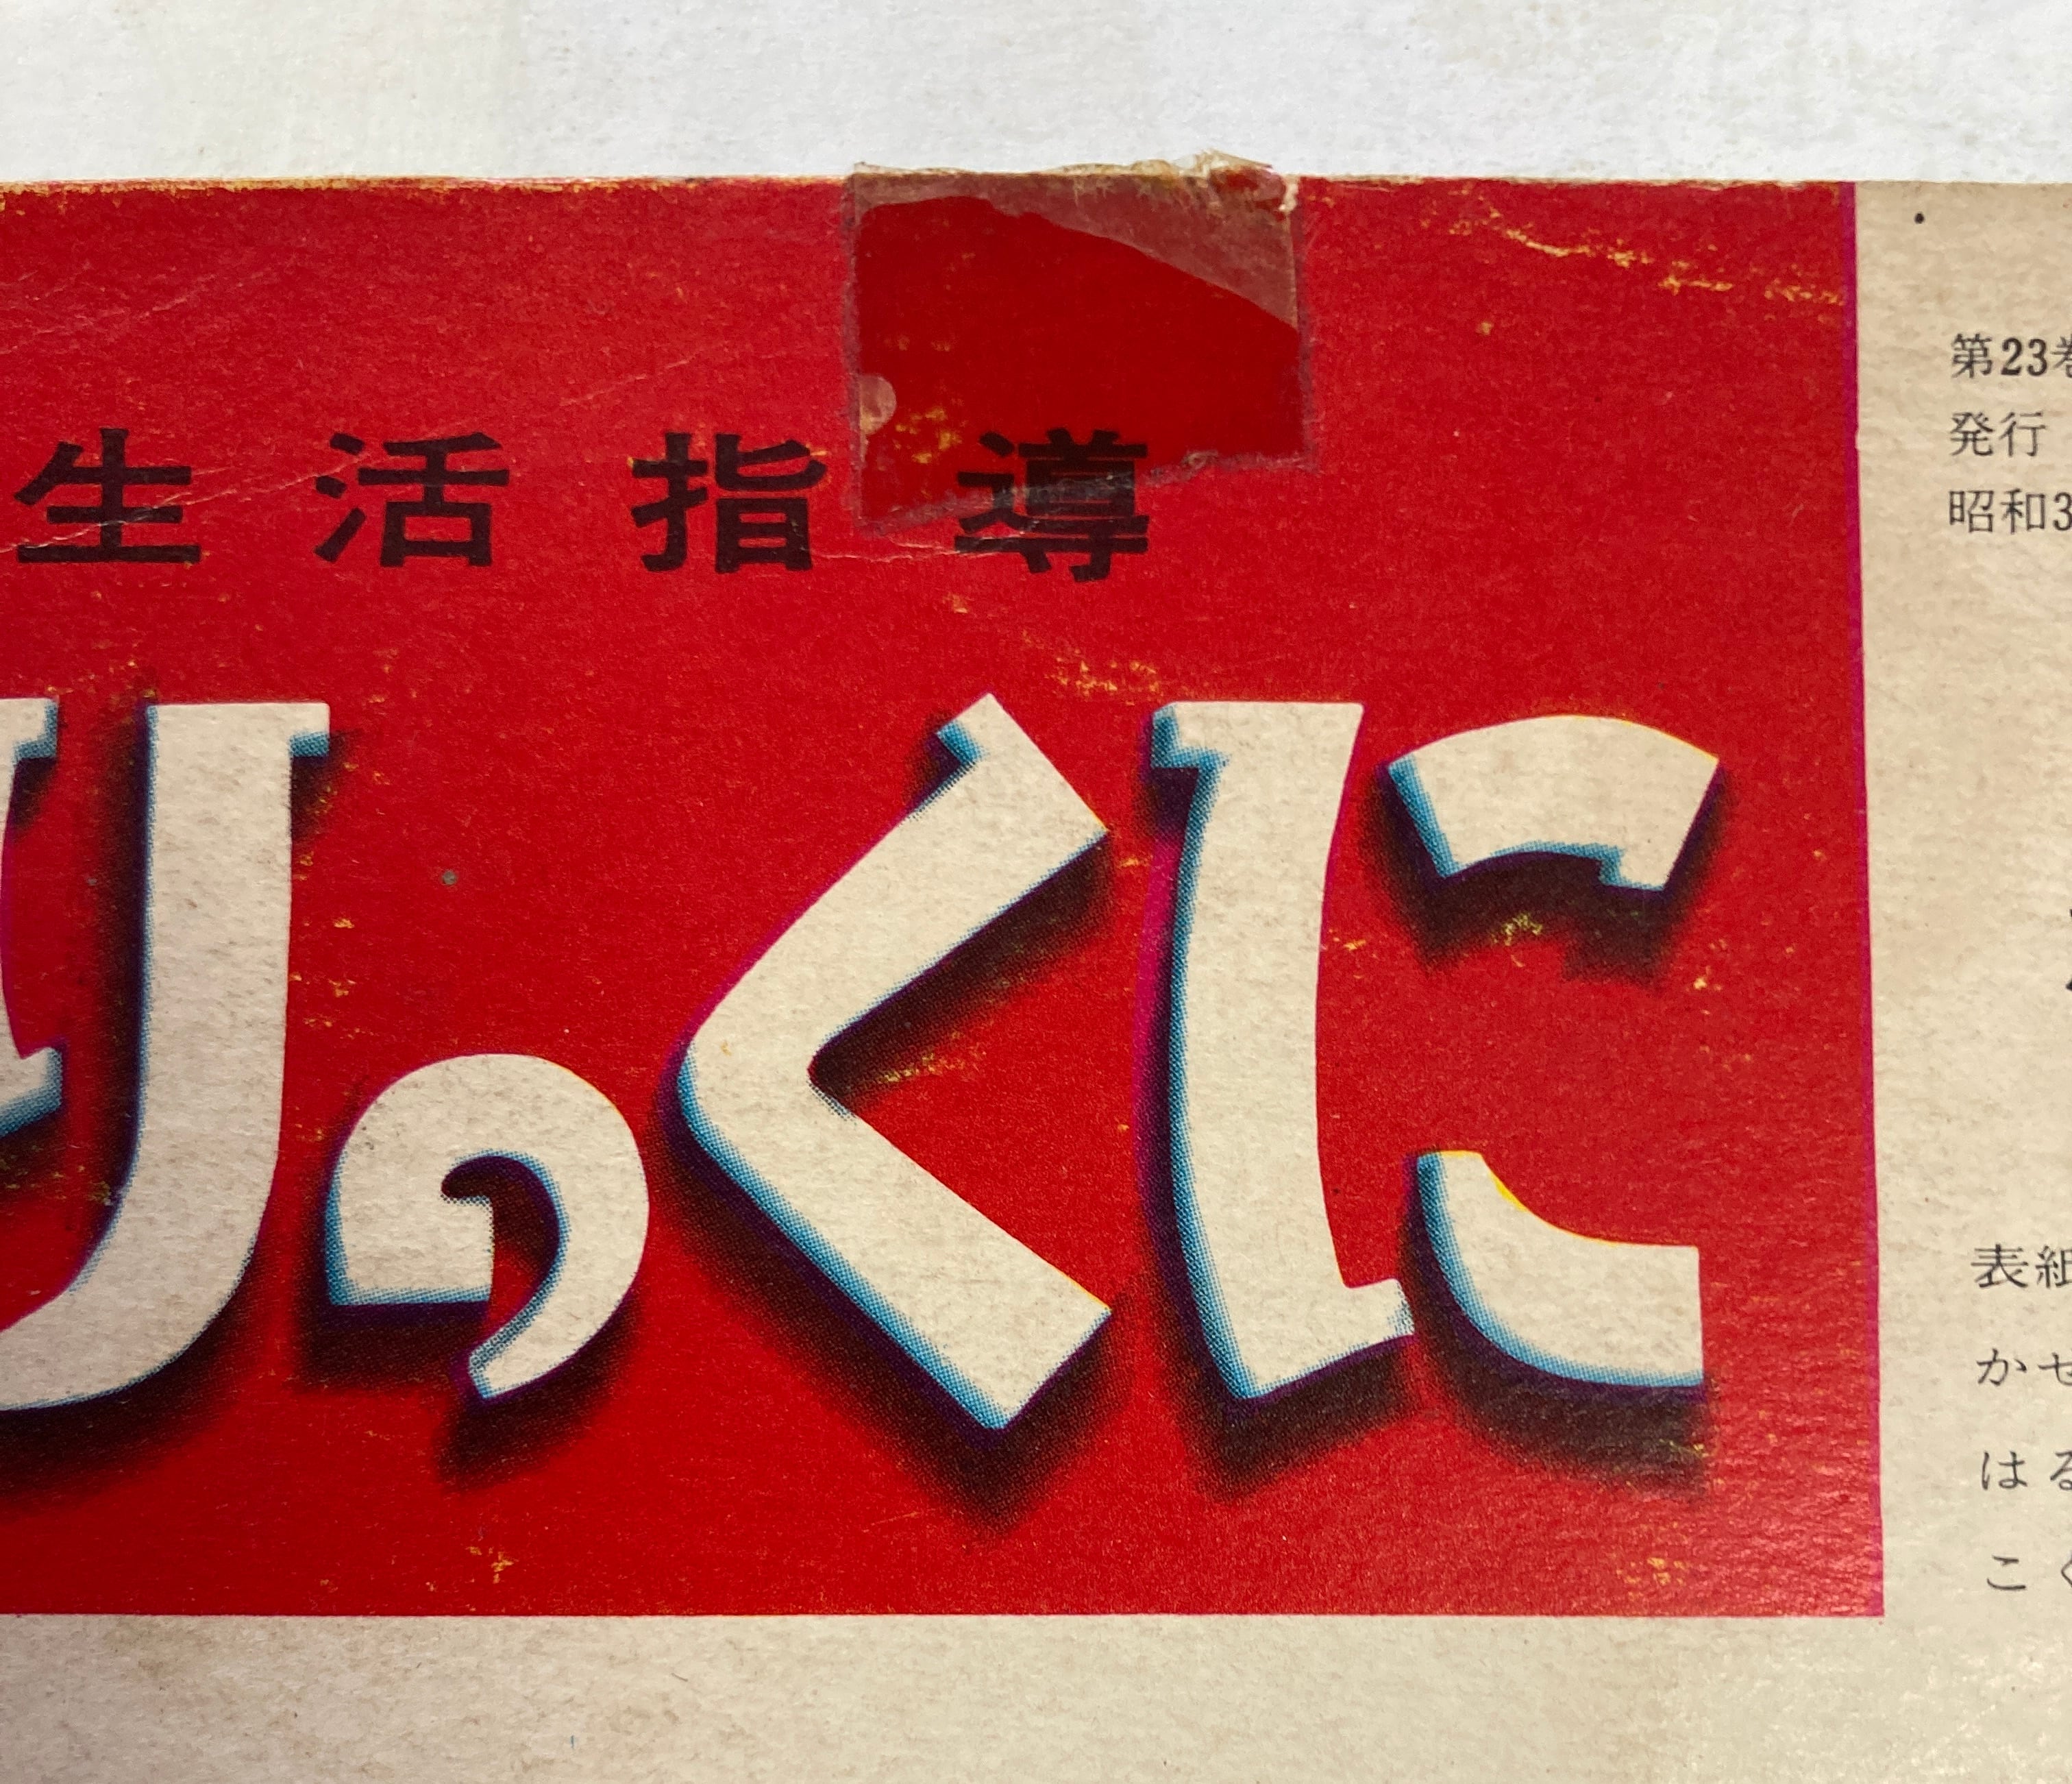 生活指導
りっくに
第23巻
発行
昭和3
表紙
かせ
はる
こく